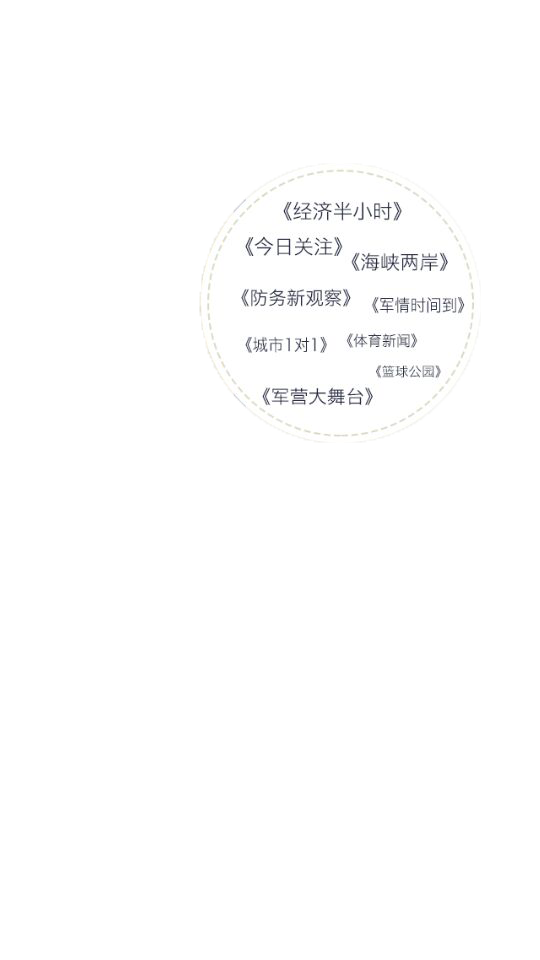 《经济半小时》
《今日关注》
《海峡两岸》
《防务新观察》
《军情时间到》
《城市1对1》
《体育新闻》
《篮球公园》
《军营大舞台》